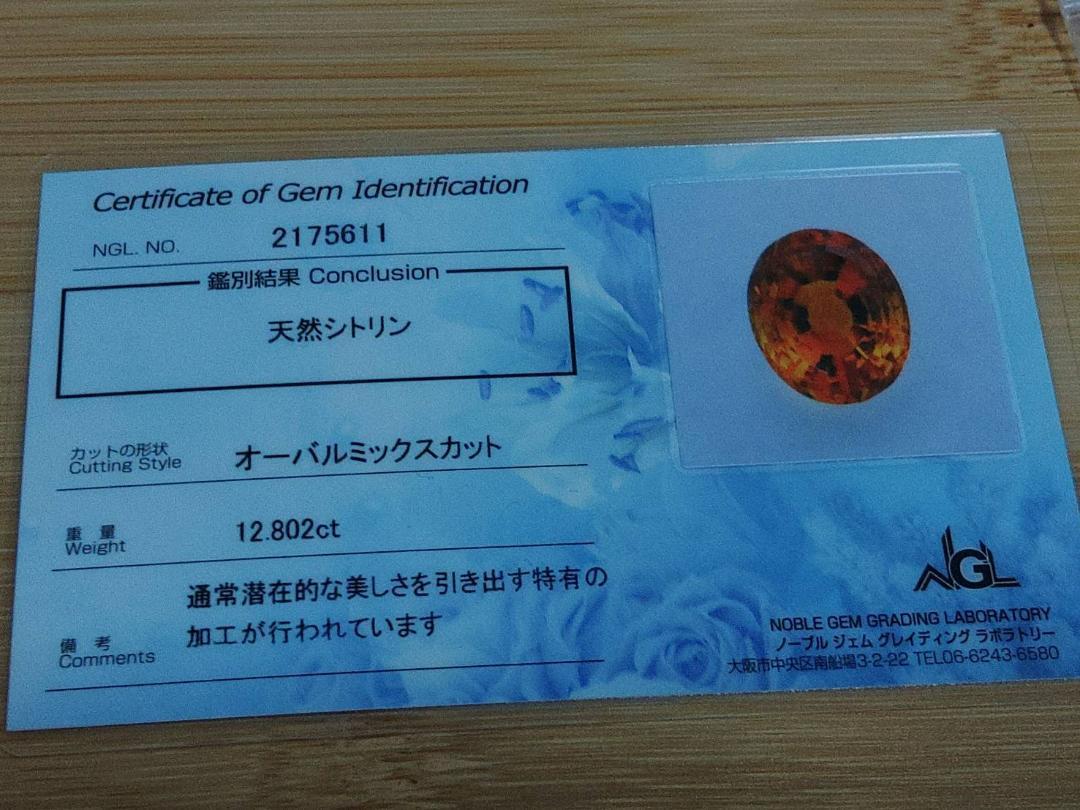 Certificate of Gem Identification
NGL. NO. 2175611
鑑別結果 Conclusion
天然シトリン
カットの形状
Cutting Style
オーバルミックスカット
重量
Weight
12.802ct
通常潜在的な美しさを引き出す特有の
加工が行われています
備考
Comments
NGL
NOBLE GEM GRADING LABORATORY
ノーブル ジェム グレイディング ラボラトリー
大阪市中央区南船場3-2-22 TEL06-6243-6580